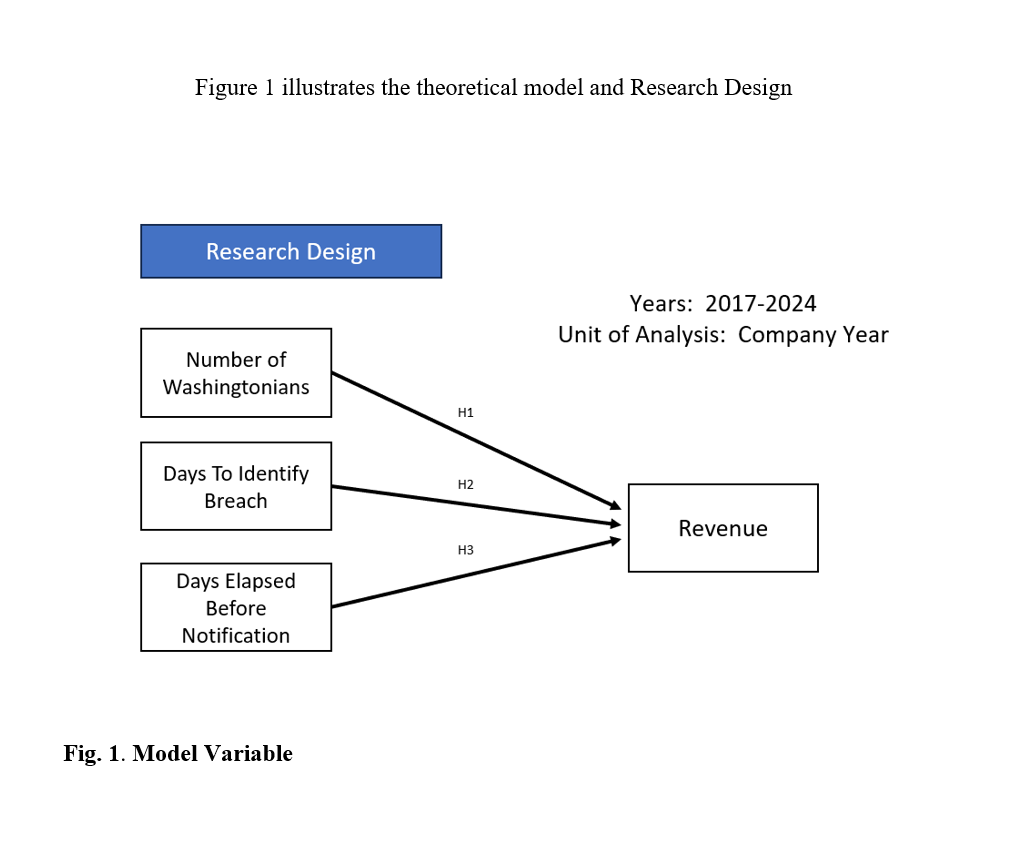 Figure 1 illustrates the theoretical model and Research Design
Research Design
Years:  2017-2024
Unit of Analysis:  Company Year
Number of
Washingtonians
H1
Days To Identify
Breach
H2
Revenue
H3
Days Elapsed
Before
Notification
Fig. 1. Model Variable